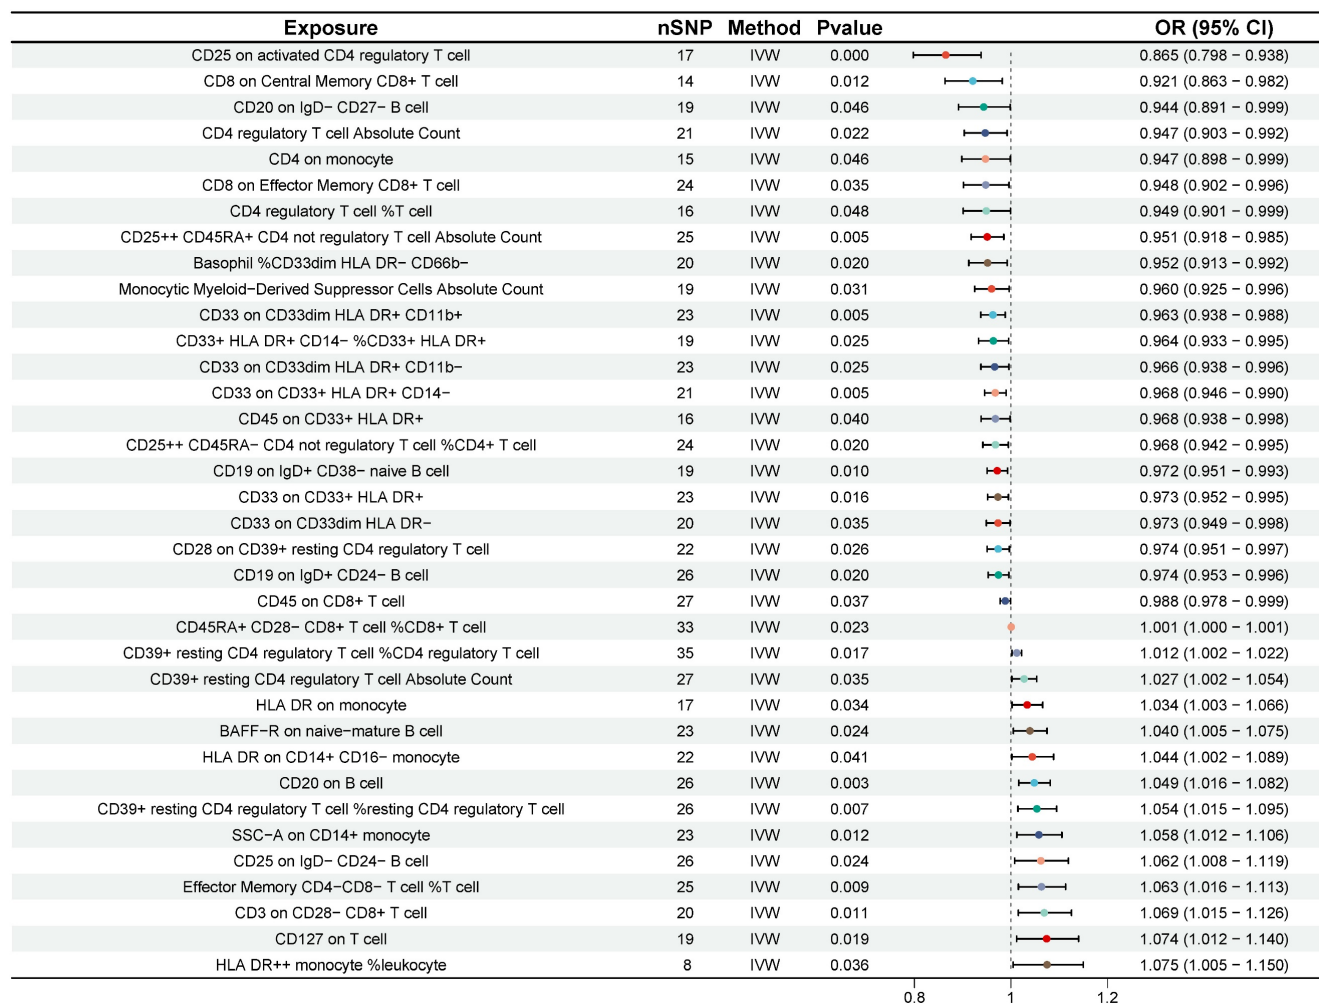 Exposure nSNP Method Pvalue OR (95% CI)
CD25 on activated CD4 regulatory T cell 17 IVW 0.000 0.865 (0.798 − 0.938)
CD8 on Central Memory CD8+ T cell 14 IVW 0.012 0.921 (0.863 − 0.982)
CD20 on IgD− CD27− B cell 19 IVW 0.046 0.944 (0.891 − 0.999)
CD4 regulatory T cell Absolute Count 21 IVW 0.022 0.947 (0.903 − 0.992)
CD4 on monocyte 15 IVW 0.046 0.947 (0.898 − 0.999)
CD8 on Effector Memory CD8+ T cell 24 IVW 0.035 0.948 (0.902 − 0.996)
CD4 regulatory T cell %T cell 16 IVW 0.048 0.949 (0.901 − 0.999)
CD25++ CD45RA+ CD4 not regulatory T cell Absolute Count 25 IVW 0.005 0.951 (0.918 − 0.985)
Basophil %CD33dim HLA DR− CD66b− 20 IVW 0.020 0.952 (0.913 − 0.992)
Monocytic Myeloid−Derived Suppressor Cells Absolute Count 19 IVW 0.031 0.960 (0.925 − 0.996)
CD33 on CD33dim HLA DR+ CD11b+ 23 IVW 0.005 0.963 (0.938 − 0.988)
CD33+ HLA DR+ CD14− %CD33+ HLA DR+ 19 IVW 0.025 0.964 (0.933 − 0.995)
CD33 on CD33dim HLA DR+ CD11b− 23 IVW 0.025 0.966 (0.938 − 0.996)
CD33 on CD33+ HLA DR+ CD14− 21 IVW 0.005 0.968 (0.946 − 0.990)
CD45 on CD33+ HLA DR+ 16 IVW 0.040 0.968 (0.938 − 0.998)
CD25++ CD45RA− CD4 not regulatory T cell %CD4+ T cell 24 IVW 0.020 0.968 (0.942 − 0.995)
CD19 on IgD+ CD38− naive B cell 19 IVW 0.010 0.972 (0.951 − 0.993)
CD33 on CD33+ HLA DR+ 23 IVW 0.016 0.973 (0.952 − 0.995)
CD33 on CD33dim HLA DR− 20 IVW 0.035 0.973 (0.949 − 0.998)
CD28 on CD39+ resting CD4 regulatory T cell 22 IVW 0.026 0.974 (0.951 − 0.997)
CD19 on IgD+ CD24− B cell 26 IVW 0.020 0.974 (0.953 − 0.996)
CD45 on CD8+ T cell 27 IVW 0.037 0.988 (0.978 − 0.999)
CD45RA+ CD28− CD8+ T cell %CD8+ T cell 33 IVW 0.023 1.001 (1.000 − 1.001)
CD39+ resting CD4 regulatory T cell %CD4 regulatory T cell 35 IVW 0.017 1.012 (1.002 − 1.022)
CD39+ resting CD4 regulatory T cell Absolute Count 27 IVW 0.035 1.027 (1.002 − 1.054)
HLA DR on monocyte 17 IVW 0.034 1.034 (1.003 − 1.066)
BAFF−R on naive−mature B cell 23 IVW 0.024 1.040 (1.005 − 1.075)
HLA DR on CD14+ CD16− monocyte 22 IVW 0.041 1.044 (1.002 − 1.089)
CD20 on B cell 26 IVW 0.003 1.049 (1.016 − 1.082)
CD39+ resting CD4 regulatory T cell %resting CD4 regulatory T cell 26 IVW 0.007 1.054 (1.015 − 1.095)
SSC−A on CD14+ monocyte 23 IVW 0.012 1.058 (1.012 − 1.106)
CD25 on IgD− CD24− B cell 26 IVW 0.024 1.062 (1.008 − 1.119)
Effector Memory CD4−CD8− T cell %T cell 25 IVW 0.009 1.063 (1.016 − 1.113)
CD3 on CD28− CD8+ T cell 20 IVW 0.011 1.069 (1.015 − 1.126)
CD127 on T cell 19 IVW 0.019 1.074 (1.012 − 1.140)
HLA DR++ monocyte %leukocyte 8 IVW 0.036 1.075 (1.005 − 1.150)
0.8 1 1.2